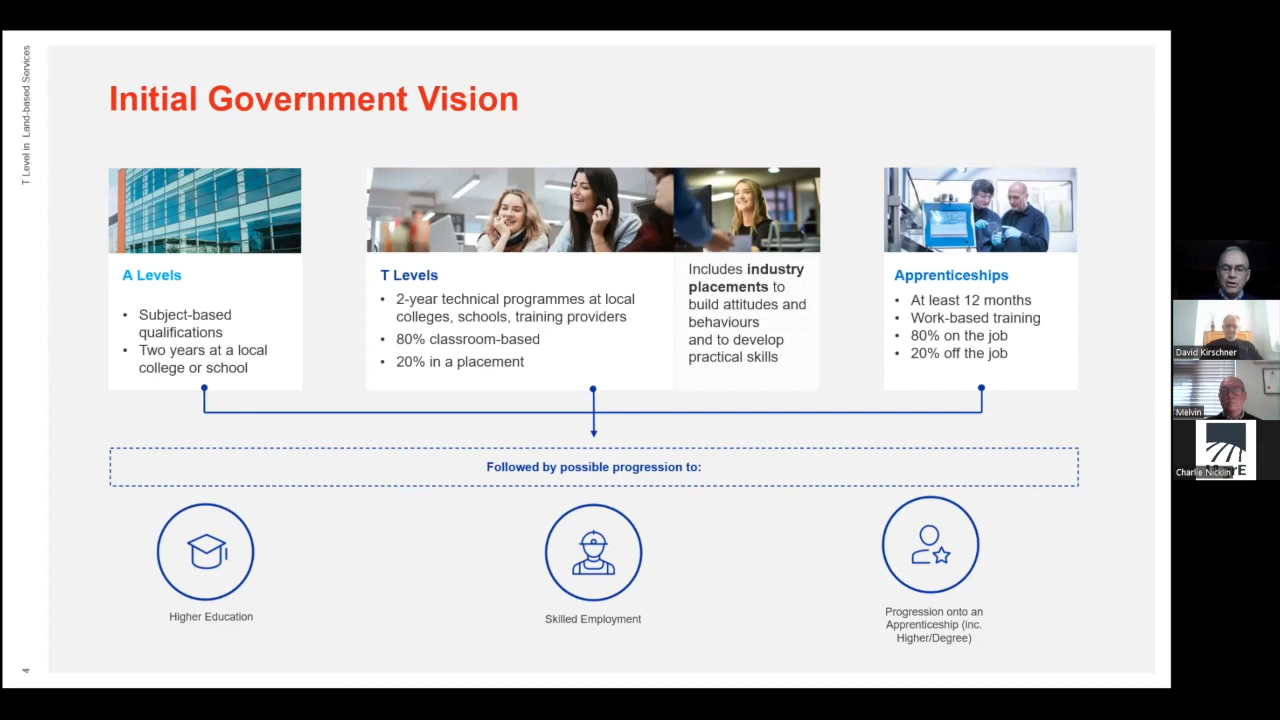 T Level in Land-based Services
Initial Government Vision
A Levels
• Subject-based
qualifications
• Two years at a local
college or school
T Levels
• 2-year technical programmes at local
colleges, schools, training providers
• 80% classroom-based
• 20% in a placement
Includes industry
placements to
build attitudes and
behaviours
and to develop
practical skills
Apprenticeships
• At least 12 months
• Work-based training
• 80% on the job
• 20% off the job
Followed by possible progression to:
Higher Education
Skilled Employment
Progression onto an
Apprenticeship (inc.
Higher/Degree)
4
David Kirschner
Melvin
Charlie Nicklin